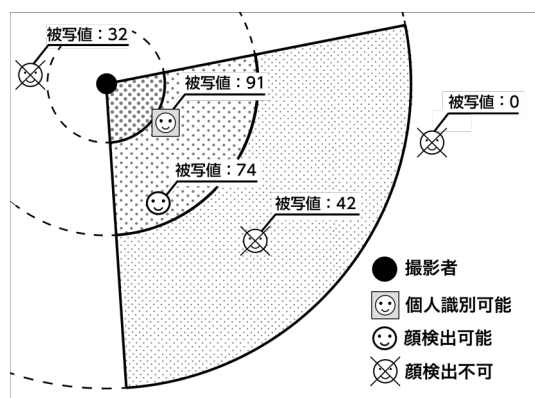 被写値：32
被写値：91
被写値：0
被写値：74
被写値：42
撮影者
個人識別可能
顔検出可能
顔検出不可